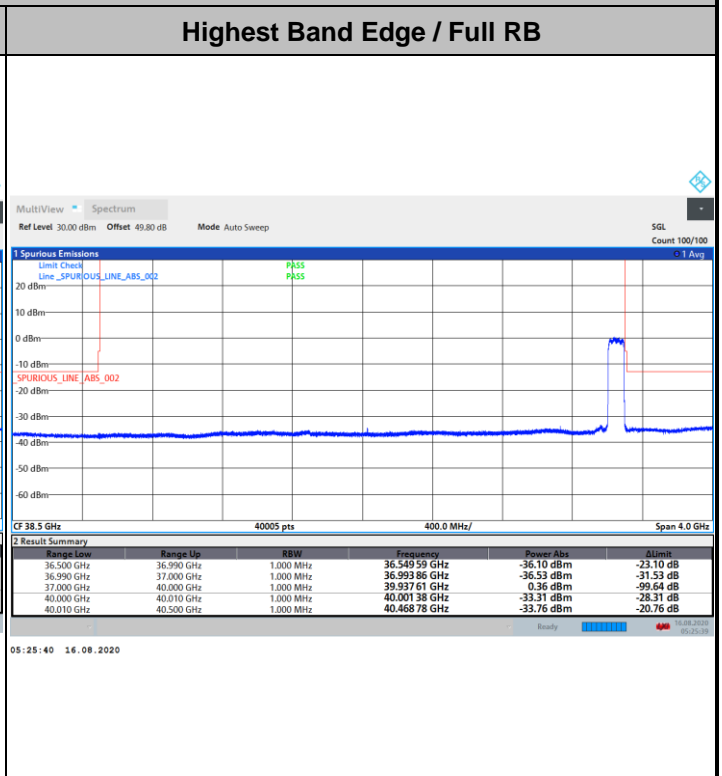 Highest Band Edge / Full RB
MultiView Spectrum
Ref Level 30.00 dBm Offset 49.80 dB Mode Auto Sweep SGL
Count 100/100
1 Spurious Emissions 1 Avg
Limit Check PASS
Line _SPURIOUS_LINE_ABS_002 PASS
20 dBm
10 dBm
0 dBm
-10 dBm
_SPURIOUS_LINE_ABS_002
-20 dBm
-30 dBm
-40 dBm
-50 dBm
-60 dBm
CF 38.5 GHz 40005 pts 400.0 MHz/ Span 4.0 GHz
2 Result Summary
Range Low Range Up RBW Frequency Power Abs ΔLimit
36.500 GHz 36.990 GHz 1.000 MHz 36.549 59 GHz -36.10 dBm -23.10 dB
36.990 GHz 37.000 GHz 1.000 MHz 36.993 86 GHz -36.53 dBm -31.53 dB
37.000 GHz 40.000 GHz 1.000 MHz 39.937 61 GHz 0.36 dBm -99.64 dB
40.000 GHz 40.010 GHz 1.000 MHz 40.001 38 GHz -33.31 dBm -28.31 dB
40.010 GHz 40.500 GHz 1.000 MHz 40.468 78 GHz -33.76 dBm -20.76 dB
Ready 16.08.2020
05:25:39
05:25:40 16.08.2020